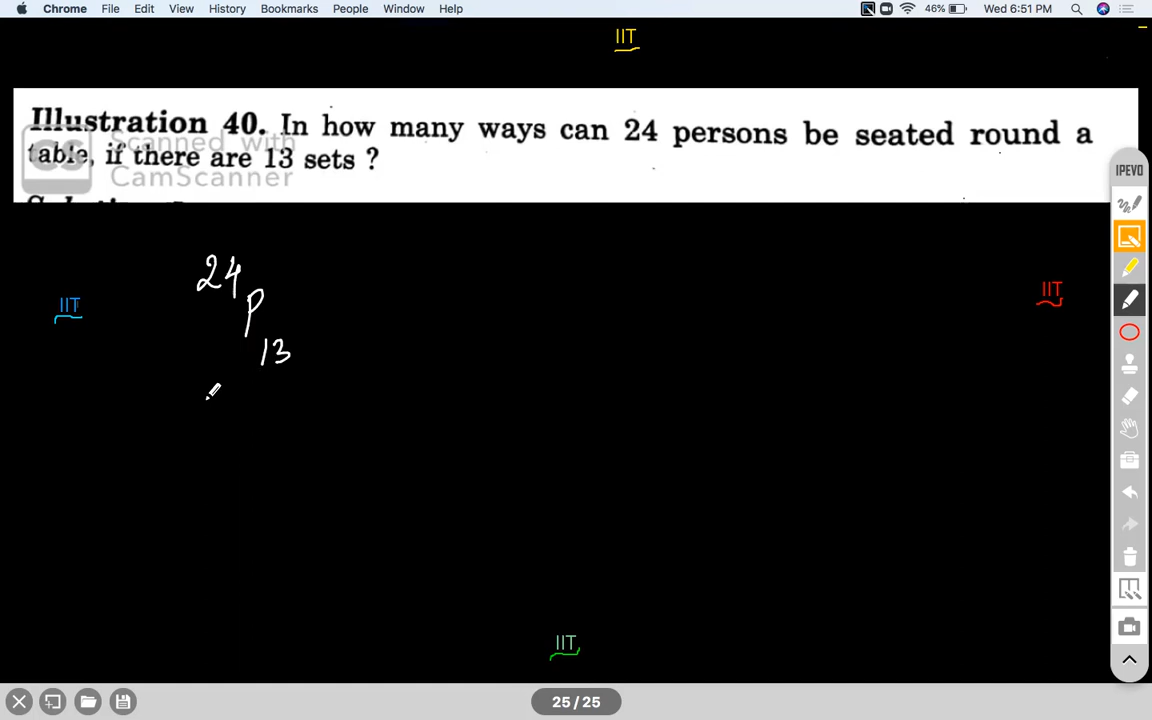 Chrome File Edit View History Bookmarks People Window Help 46% Wed 6:51 PM
IIT
Illustration 40. In how many ways can 24 persons be seated round a
table, if there are 13 sets ?
CS Scanned with
CamScanner
IPEVO
24
P
13
IIT
IIT
IIT
25 / 25